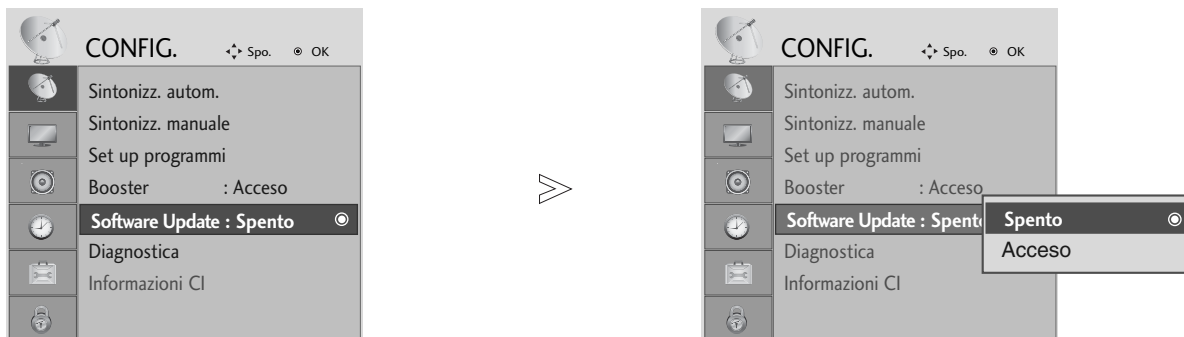 CONFIG. Spo. OK
Sintonizz. autom.
Sintonizz. manuale
Set up programmi
Booster : Acceso
Software Update : Spento
Diagnostica
Informazioni CI
CONFIG. Spo. OK
Sintonizz. autom.
Sintonizz. manuale
Set up programmi
Booster : Acceso
Software Update : Spento
Diagnostica
Informazioni CI
Spento
Acceso